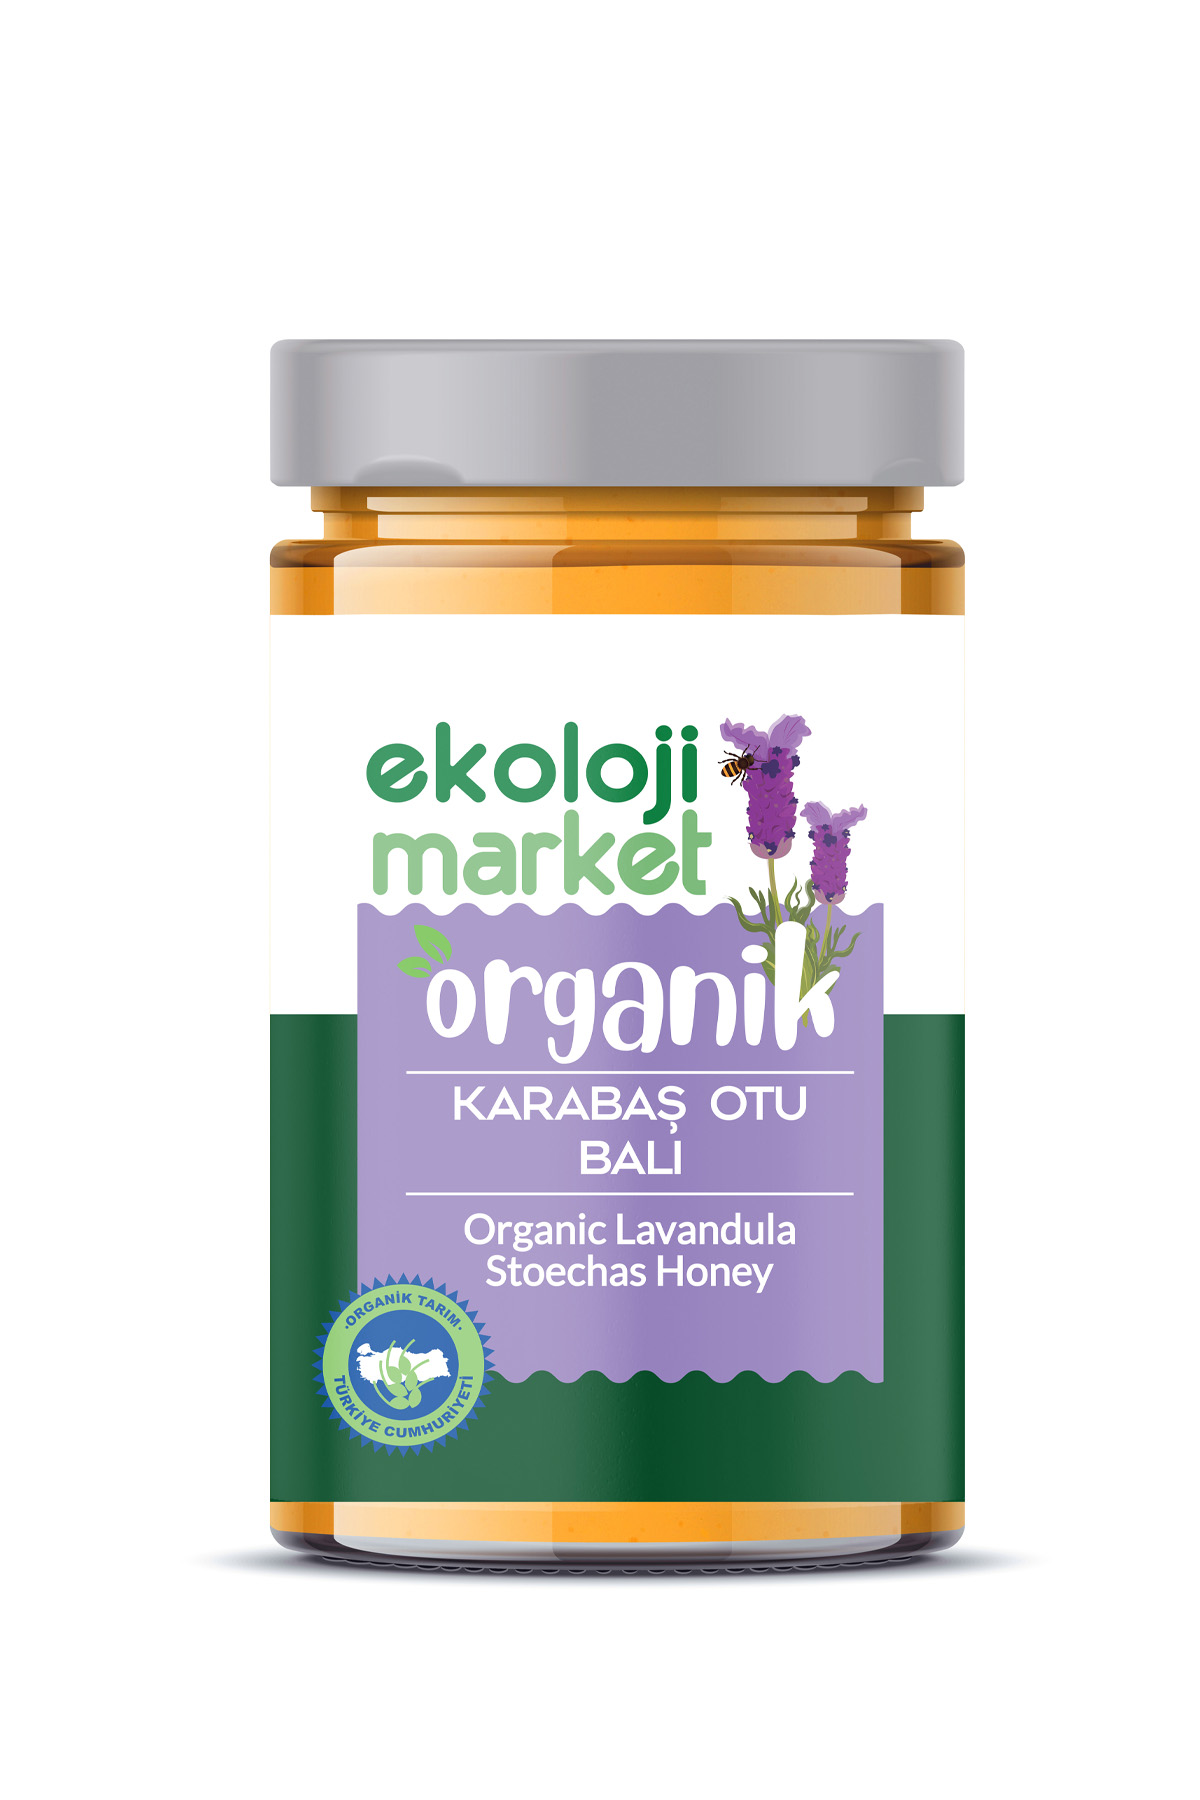 ekoloji
market
organik
KARABAŞ OTU
BALI
Organic Lavandula
Stoechas Honey
·ORGANİK TARIM·
TÜRKİYE CUMHURİYETİ